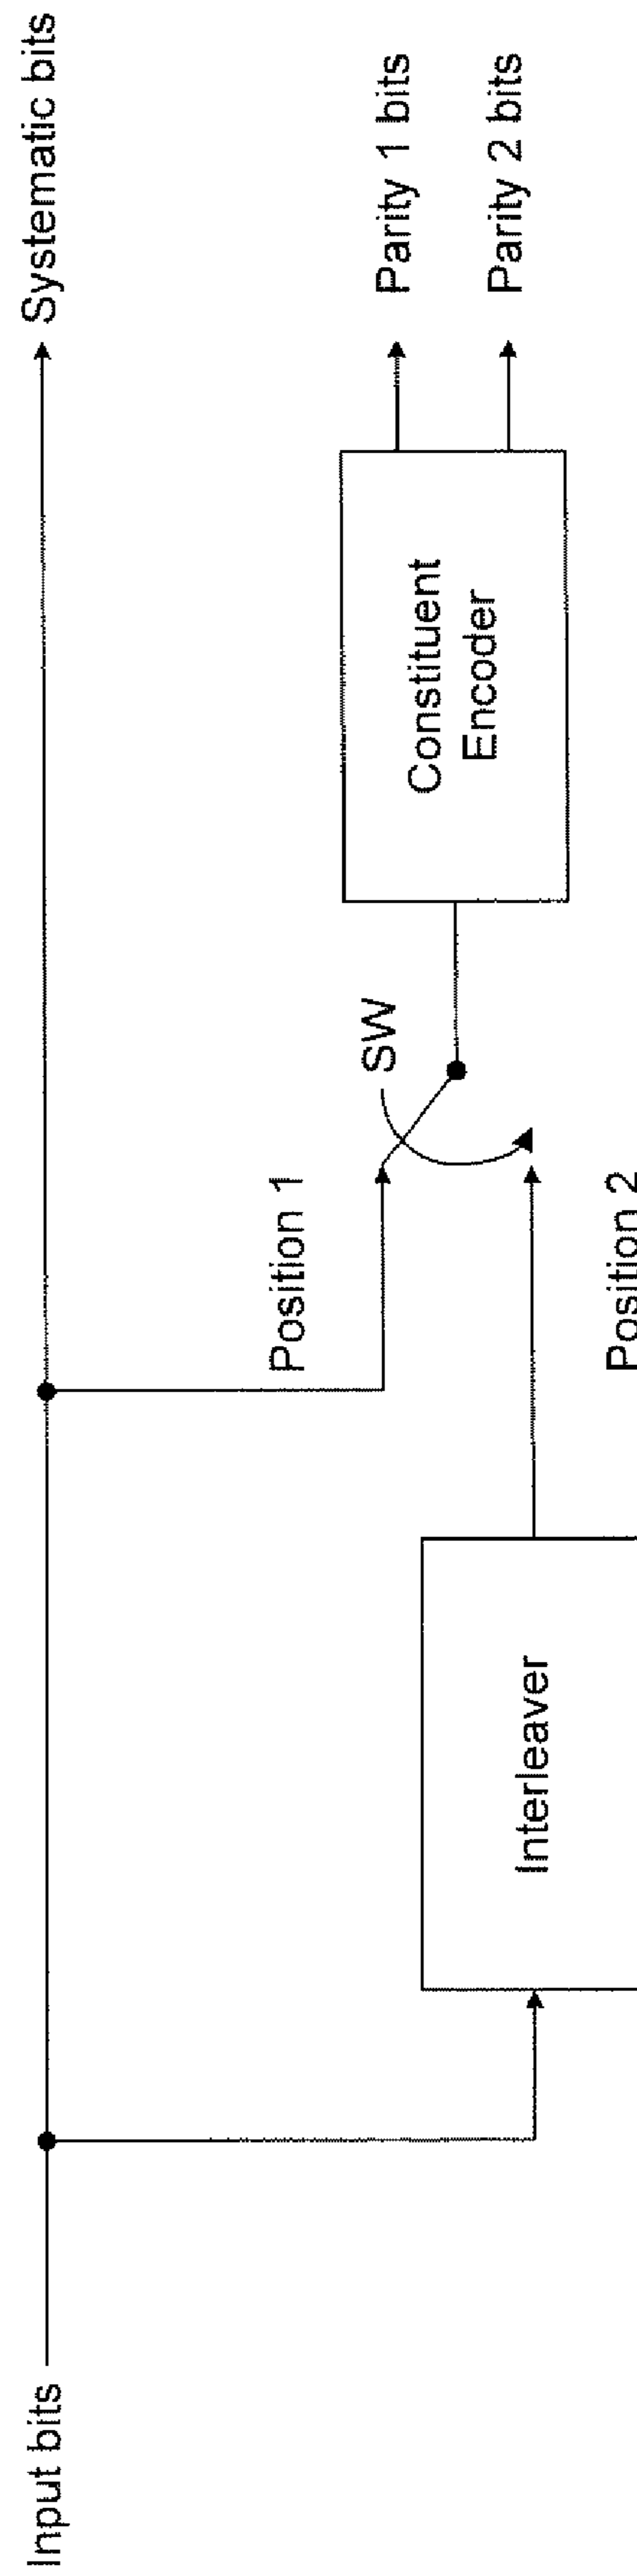 Input bits
Systematic bits
Interleaver
Position 1
Position 2
SW
Constituent
Encoder
Parity 1 bits
Parity 2 bits